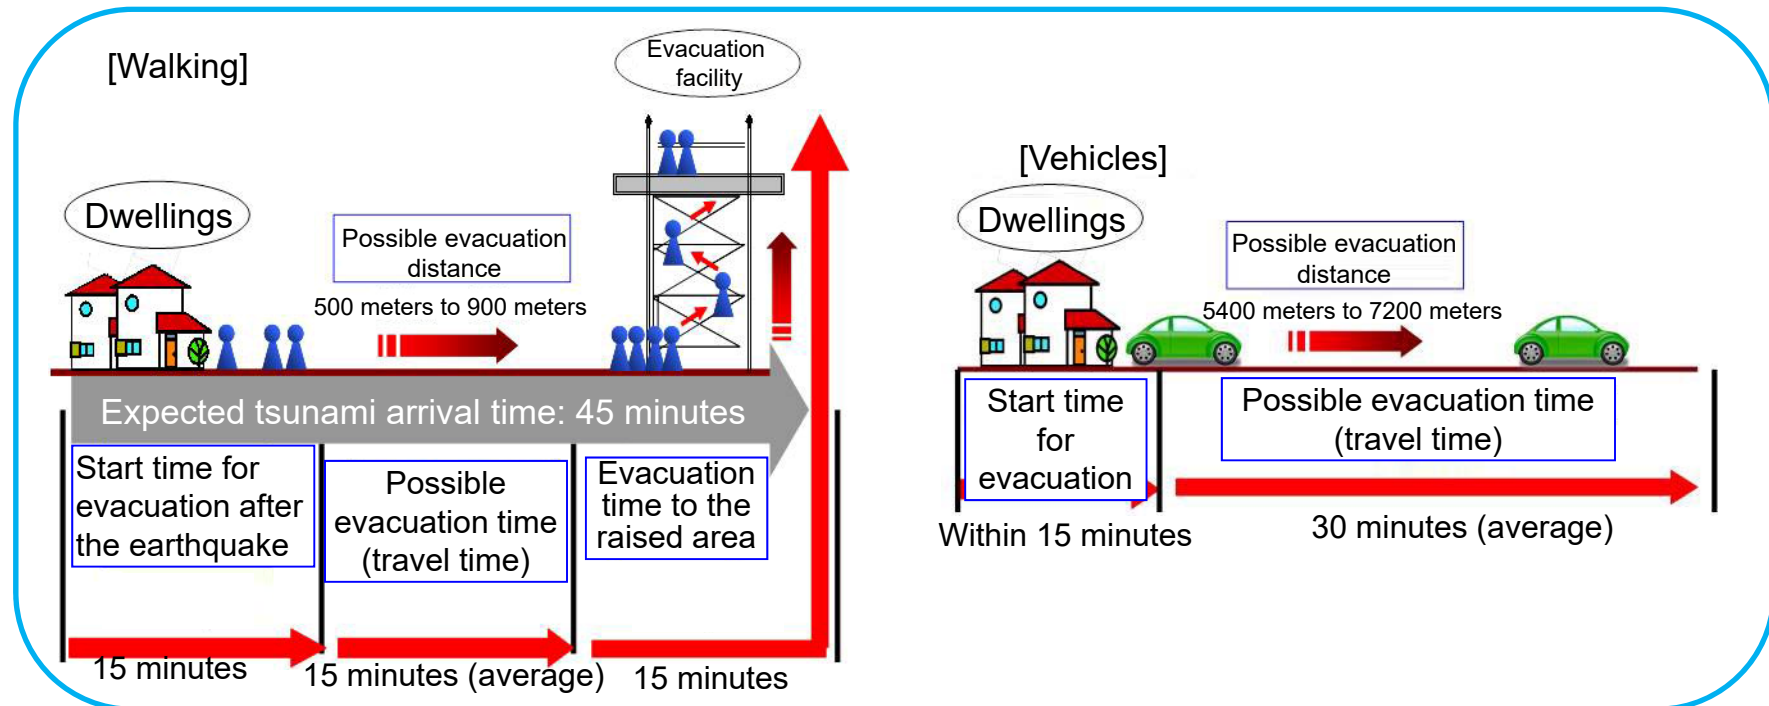 [Walking]
Evacuation
facility
Dwellings
Possible evacuation
distance
500 meters to 900 meters
Expected tsunami arrival time: 45 minutes
Start time for
evacuation after
the earthquake
Possible
evacuation time
(travel time)
Evacuation
time to the
raised area
15 minutes
15 minutes (average)
15 minutes
[Vehicles]
Dwellings
Possible evacuation
distance
5400 meters to 7200 meters
Start time
for
evacuation
Possible evacuation time
(travel time)
Within 15 minutes
30 minutes (average)